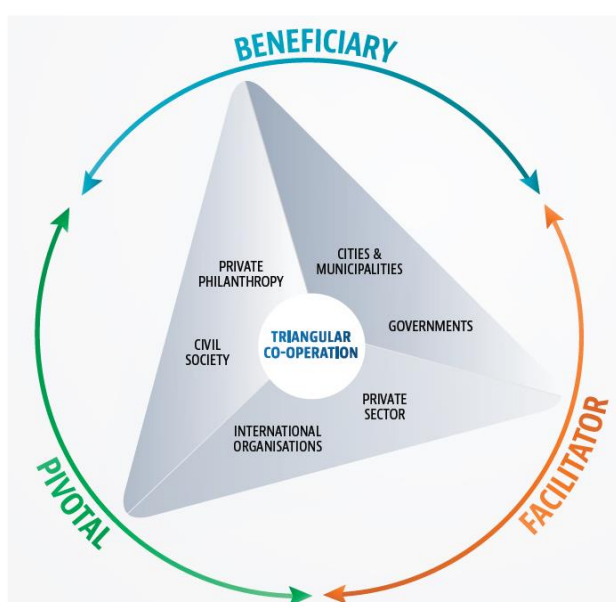 BENEFICIARY
PRIVATE
PHILANTHROPY
CITIES &
MUNICIPALITIES
CIVIL
SOCIETY
TRIANGULAR
CO-OPERATION
GOVERNMENTS
INTERNATIONAL
ORGANISATIONS
PRIVATE
SECTOR
PIVOTAL
FACILITATOR